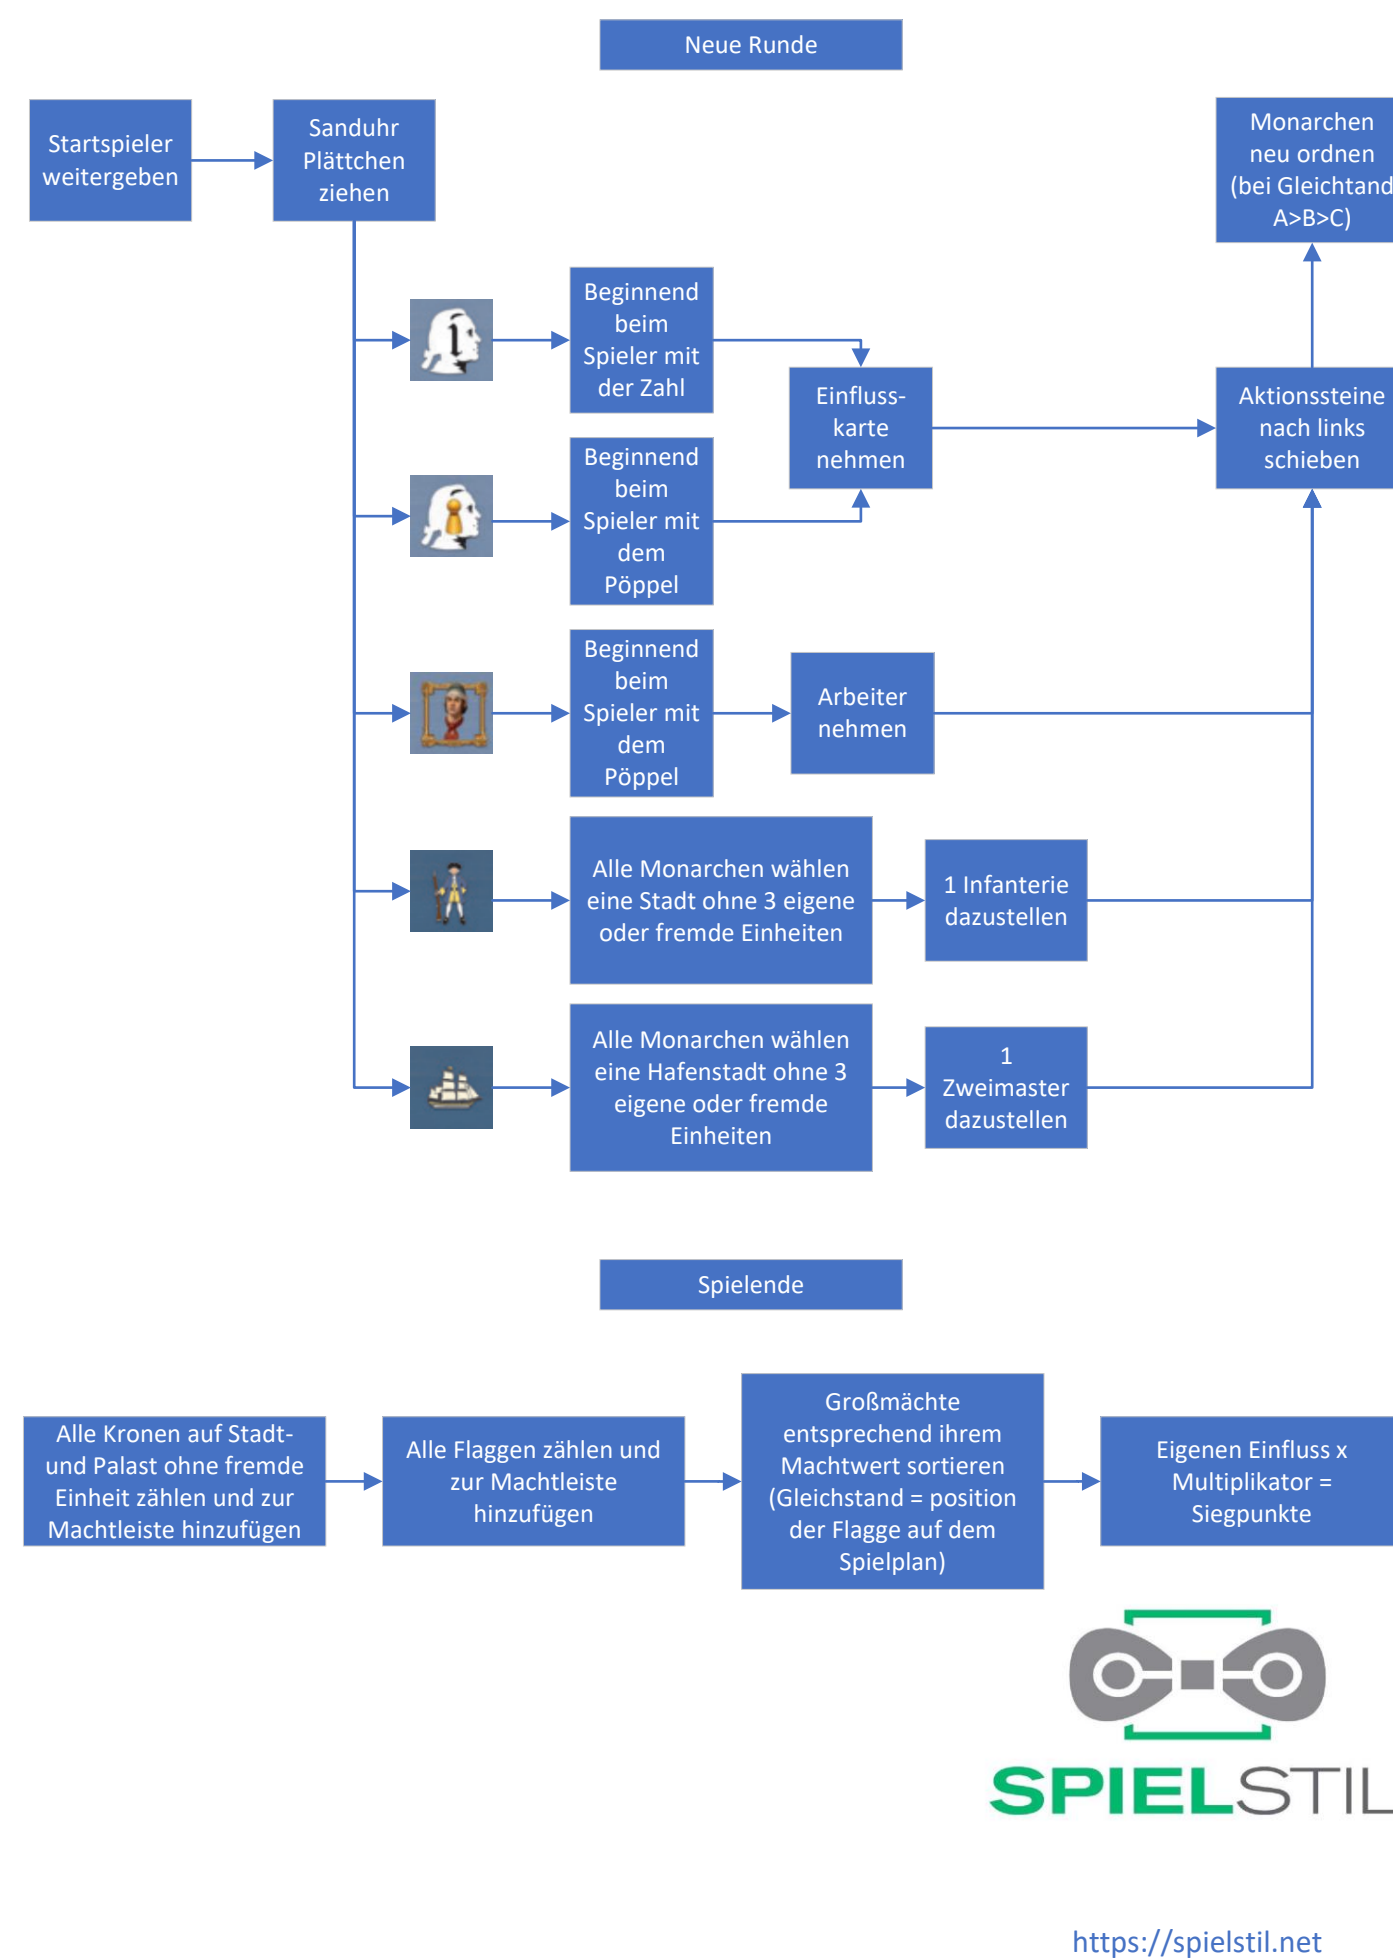 Neue Runde
Startspieler
weitergeben
Sanduhr
Plättchen
ziehen
Monarchen
neu ordnen
(bei Gleichtand
A>B>C)
1
Beginnend
beim
Spieler mit
der Zahl
Einfluss-
karte
nehmen
Aktionssteine
nach links
schieben
Beginnend
beim
Spieler mit
dem
Pöppel
Beginnend
beim
Spieler mit
dem
Pöppel
Arbeiter
nehmen
Alle Monarchen wählen
eine Stadt ohne 3 eigene
oder fremde Einheiten
1 Infanterie
dazustellen
Alle Monarchen wählen
eine Hafenstadt ohne 3
eigene oder fremde
Einheiten
1
Zweimaster
dazustellen
Spielende
Alle Kronen auf Stadt-
und Palast ohne fremde
Einheit zählen und zur
Machtleiste hinzufügen
Alle Flaggen zählen und
zur Machtleiste
hinzufügen
Großmächte
entsprechend ihrem
Machtwert sortieren
(Gleichstand = position
der Flagge auf dem
Spielplan)
Eigenen Einfluss x
Multiplikator =
Siegpunkte
SPIELSTIL
https://spielstil.net